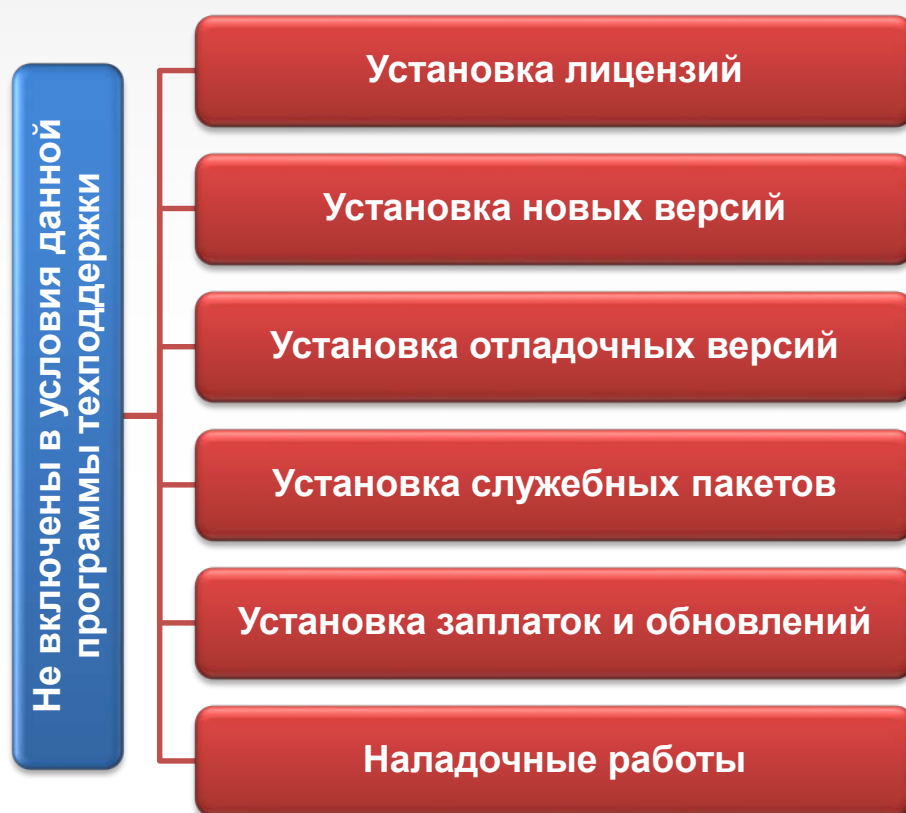 Не включены в условия данной
программы техподдержки
Установка лицензий
Установка новых версий
Установка отладочных версий
Установка служебных пакетов
Установка заплаток и обновлений
Наладочные работы